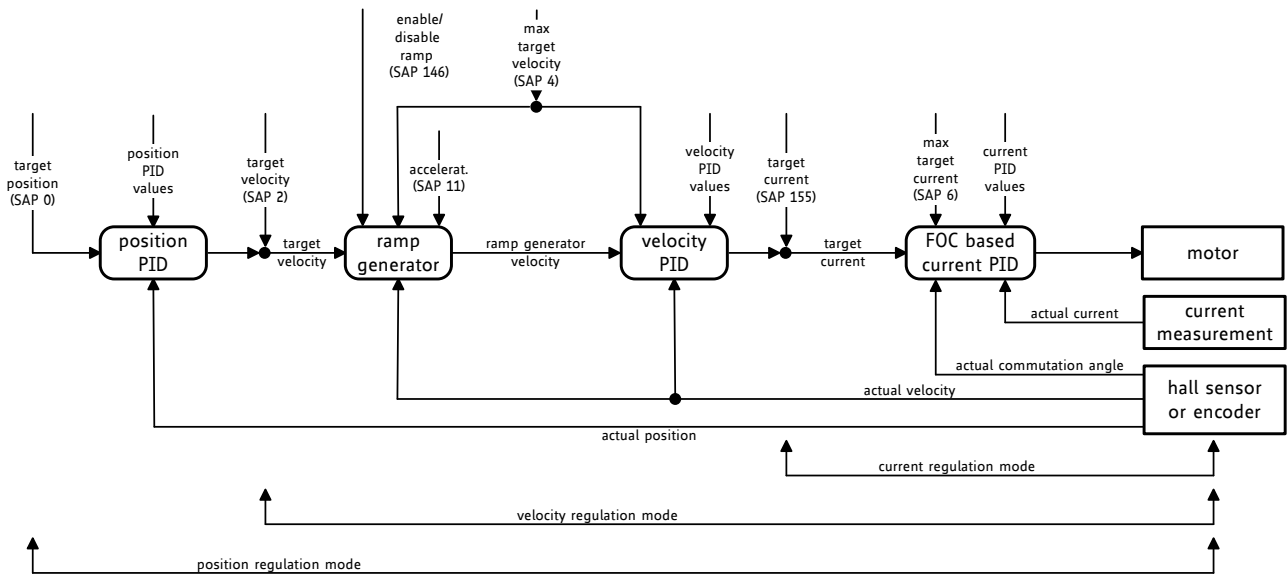 enable/
disable
ramp
(SAP 146)
max
target
velocity
(SAP 4)
target
position
(SAP 0)
position
PID
values
target
velocity
(SAP 2)
accelerat.
(SAP 11)
velocity
PID
values
target
current
(SAP 155)
max
target
current
(SAP 6)
current
PID
values
position
PID
target
velocity
ramp
generator
ramp generator
velocity
velocity
PID
target
current
FOC based
current PID
motor
actual current
current
measurement
actual commutation angle
actual velocity
hall sensor
or encoder
actual position
current regulation mode
velocity regulation mode
position regulation mode